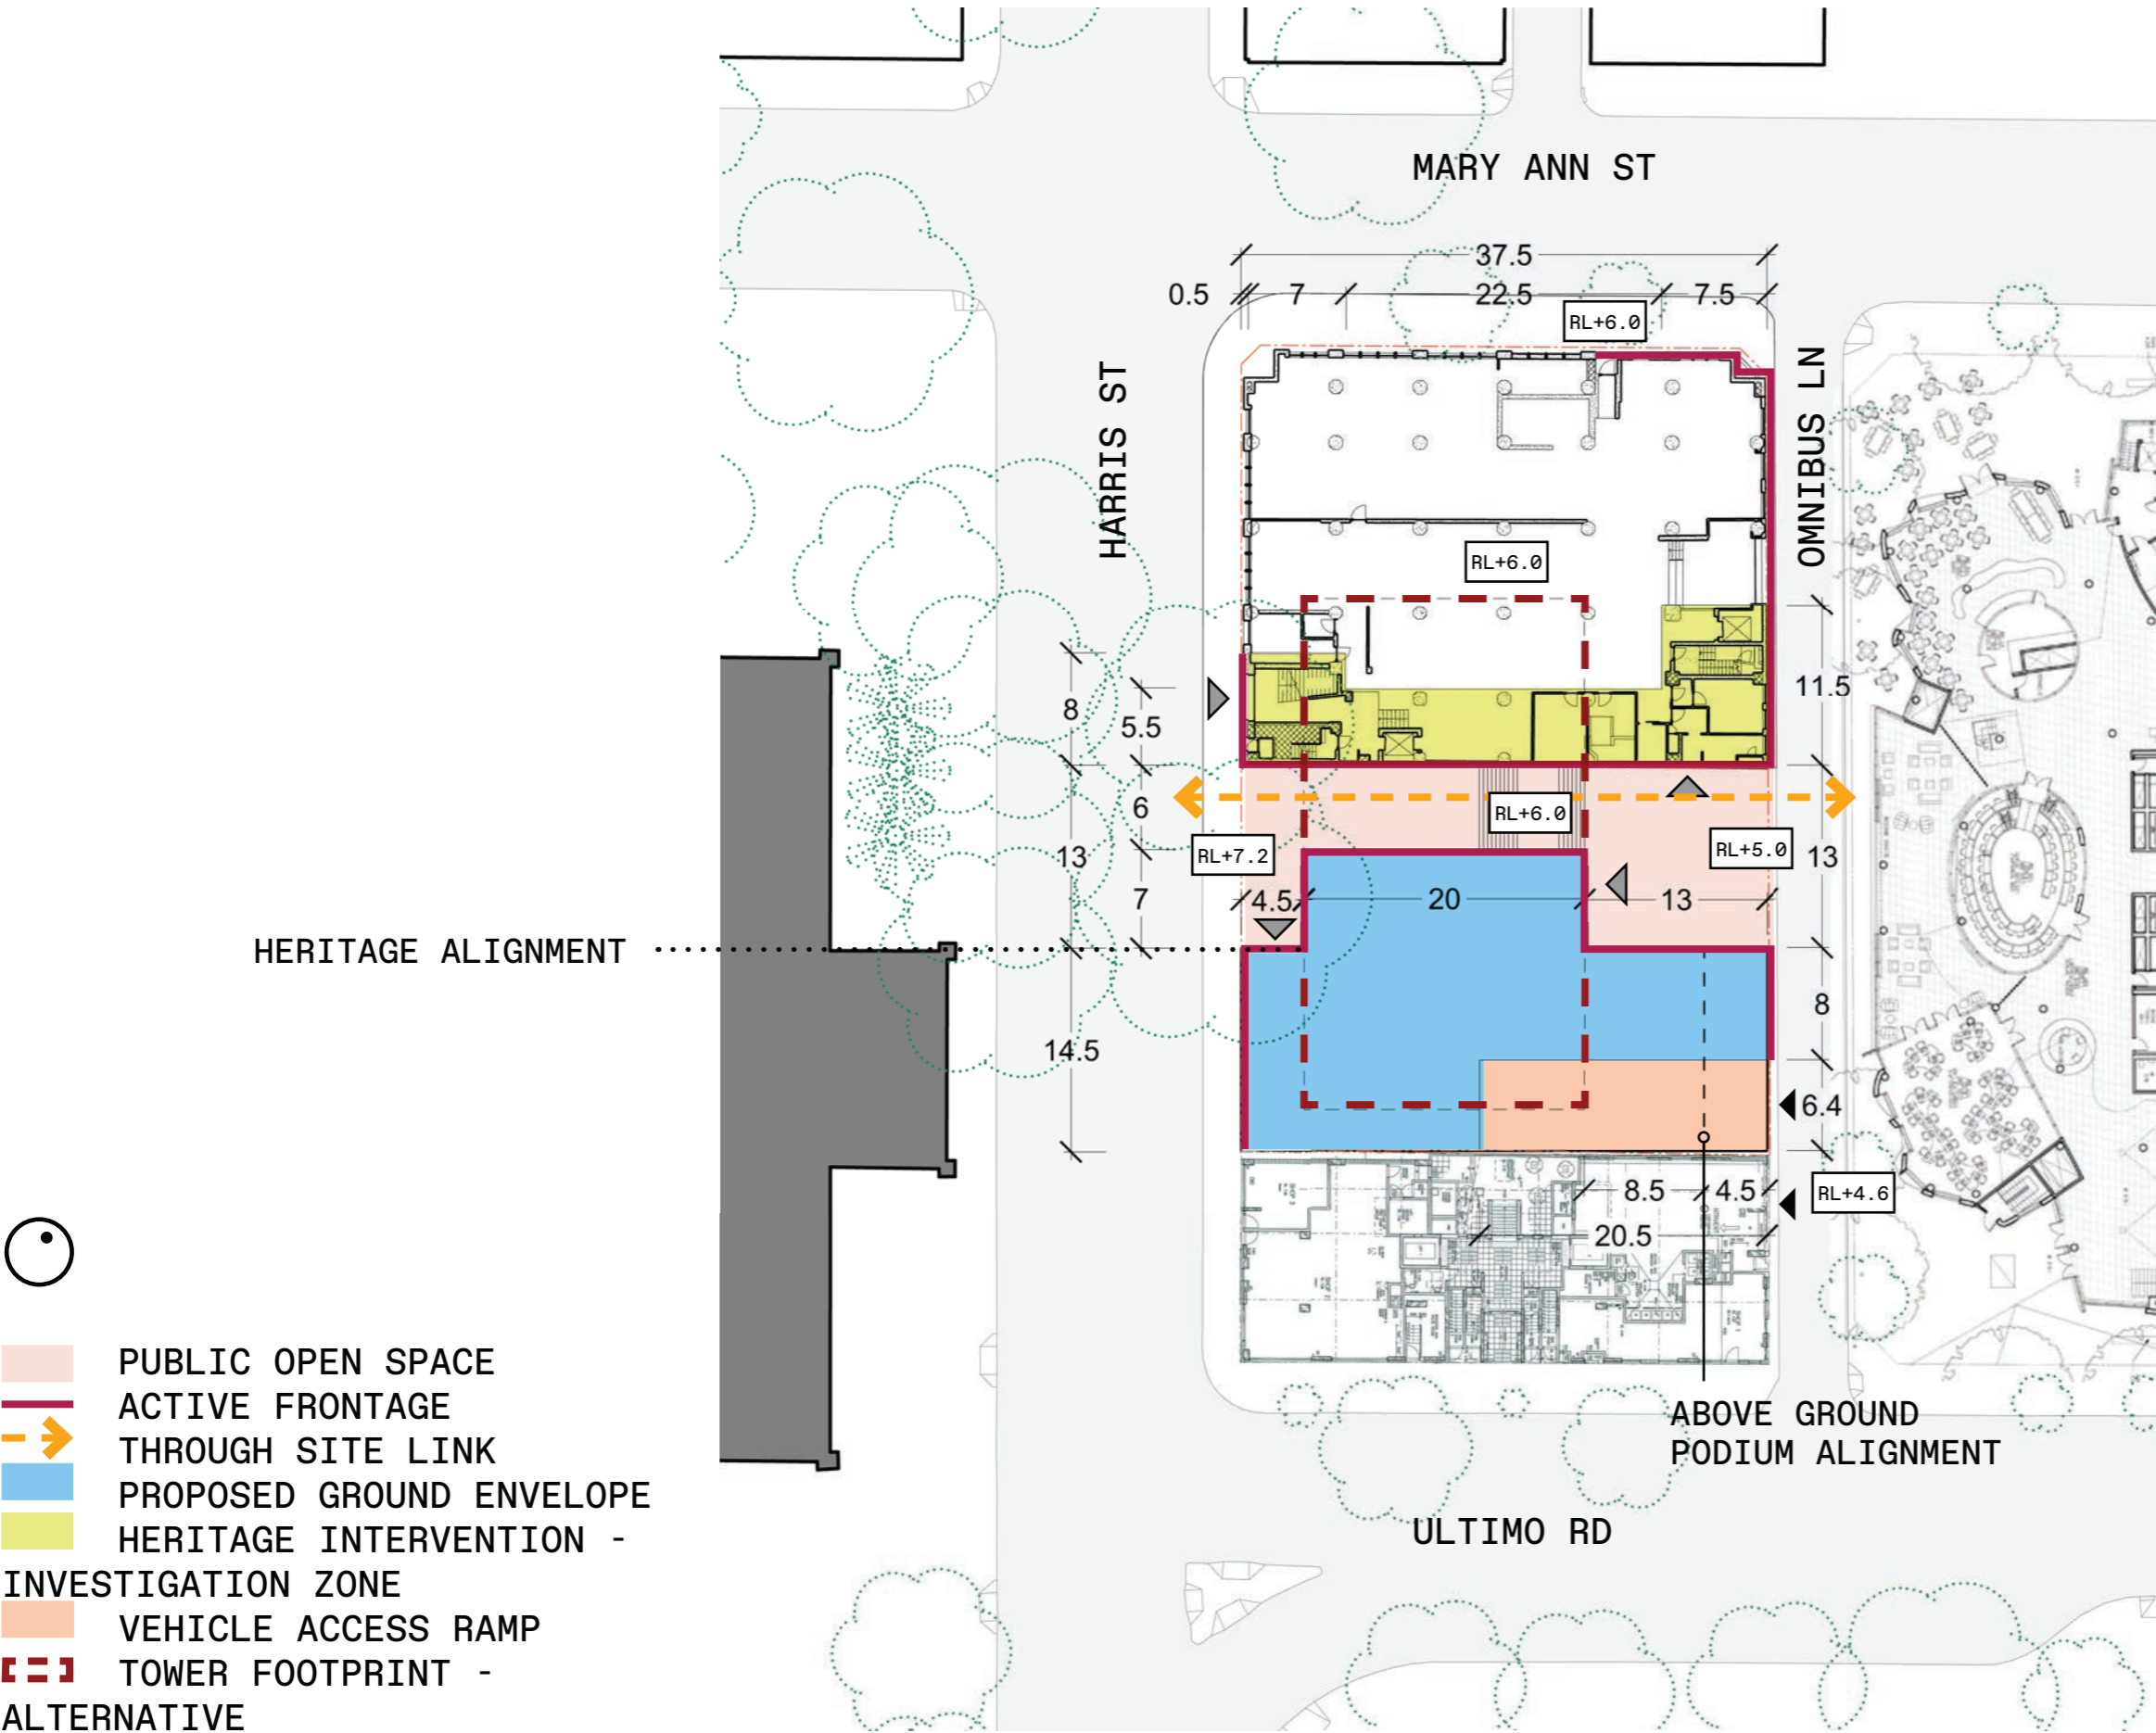 MARY ANN ST
37.5
0.5
7
22.5
7.5
RL+6.0
HARRIS ST
OMNIBUS LN
RL+6.0
11.5
8
5.5
6
RL+6.0
RL+7.2
RL+5.0
13
13
7
4.5
20
13
HERITAGE ALIGNMENT
8
14.5
6.4
8.5
4.5
RL+4.6
20.5
PUBLIC OPEN SPACE
ACTIVE FRONTAGE
THROUGH SITE LINK
PROPOSED GROUND ENVELOPE
HERITAGE INTERVENTION -
INVESTIGATION ZONE
VEHICLE ACCESS RAMP
TOWER FOOTPRINT -
ALTERNATIVE
ABOVE GROUND
PODIUM ALIGNMENT
ULTIMO RD